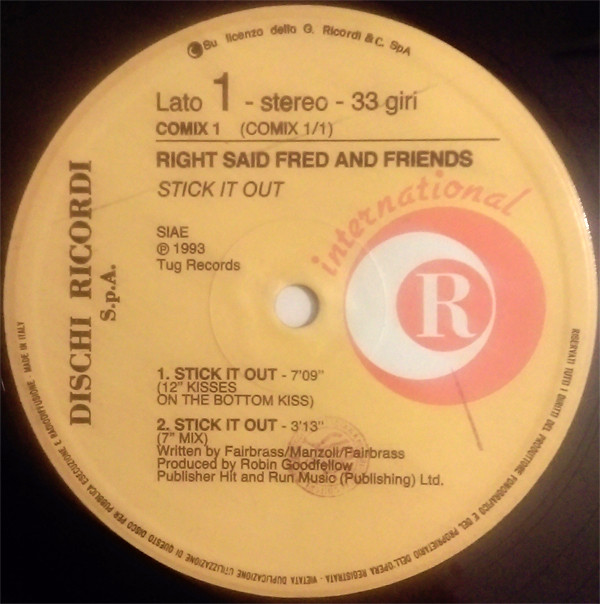 Su licenza della G. Ricordi & C. SpA
Lato 1 - stereo - 33 giri
COMIX 1 (COMIX 1/1)
RIGHT SAID FRED AND FRIENDS
STICK IT OUT
DISCHI RICORDI
S.p.A.
international
R
SIAE
℗ 1993
Tug Records
1. STICK IT OUT - 7'09"
(12" KISSES
ON THE BOTTOM KISS)
2. STICK IT OUT - 3'13"
(7" MIX)
Written by Fairbrass/Manzoli/Fairbrass
Produced by Robin Goodfellow
Publisher Hit and Run Music (Publishing) Ltd.
RISERVATI TUTTI I DIRITTI DEL PRODUTTORE FONOGRAFICO E DEL PROPRIETARIO DELL'OPERA REGISTRATA - VIETATA DUPLICAZIONE UTILIZZAZIONE DI QUESTO DISCO PER PUBBLICA ESECUZIONE E RADIODIFFUSIONE. MADE IN ITALY